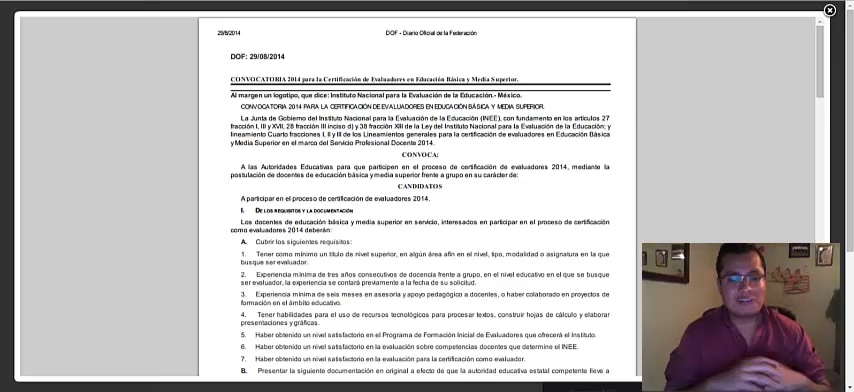 29/8/2014 DOF - Diario Oficial de la Federación
DOF: 29/08/2014
CONVOCATORIA 2014 para la Certificación de Evaluadores en Educación Básica y Media Superior.
Al margen un logotipo, que dice: Instituto Nacional para la Evaluación de la Educación.- México.
CONVOCATORIA 2014 PARA LA CERTIFICACIÓN DE EVALUADORES EN EDUCACIÓN BÁSICA Y MEDIA SUPERIOR.
La Junta de Gobierno del Instituto Nacional para la Evaluación de la Educación (INEE), con fundamento en los artículos 27
fracción I, III y XVII, 28 fracción III inciso d) y 38 fracción XIII de la Ley del Instituto Nacional para la Evaluación de la Educación; y
lineamiento Cuarto fracciones I, II y III de los Lineamientos generales para la certificación de evaluadores en Educación Básica
y Media Superior en el marco del Servicio Profesional Docente 2014.
CONVOCA:
A las Autoridades Educativas para que participen en el proceso de certificación de evaluadores 2014, mediante la
postulación de docentes de educación básica y media superior frente a grupo en su carácter de:
CANDIDATOS
A participar en el proceso de certificación de evaluadores 2014.
I. DE LOS REQUISITOS Y LA DOCUMENTACIÓN
Los docentes de educación básica y media superior en servicio, interesados en participar en el proceso de certificación
como evaluadores 2014 deberán:
A. Cubrir los siguientes requisitos:
1. Tener como mínimo un título de nivel superior, en algún área afín en el nivel, tipo, modalidad o asignatura en la que
busque ser evaluador.
2. Experiencia mínima de tres años consecutivos de docencia frente a grupo, en el nivel educativo en el que se busque
ser evaluador, la experiencia se contará previamente a la fecha de su solicitud.
3. Experiencia mínima de seis meses en asesoría y apoyo pedagógico a docentes, o haber colaborado en proyectos de
formación en el ámbito educativo.
4. Tener habilidades para el uso de recursos tecnológicos para procesar textos, construir hojas de cálculo y elaborar
presentaciones y gráficas.
5. Haber obtenido un nivel satisfactorio en el Programa de Formación Inicial de Evaluadores que ofrecerá el Instituto.
6. Haber obtenido un nivel satisfactorio en la evaluación sobre competencias docentes que determine el INEE.
7. Haber obtenido un nivel satisfactorio en la evaluación para la certificación como evaluador.
B. Presentar la siguiente documentación en original a efecto de que la autoridad educativa estatal competente lleve a